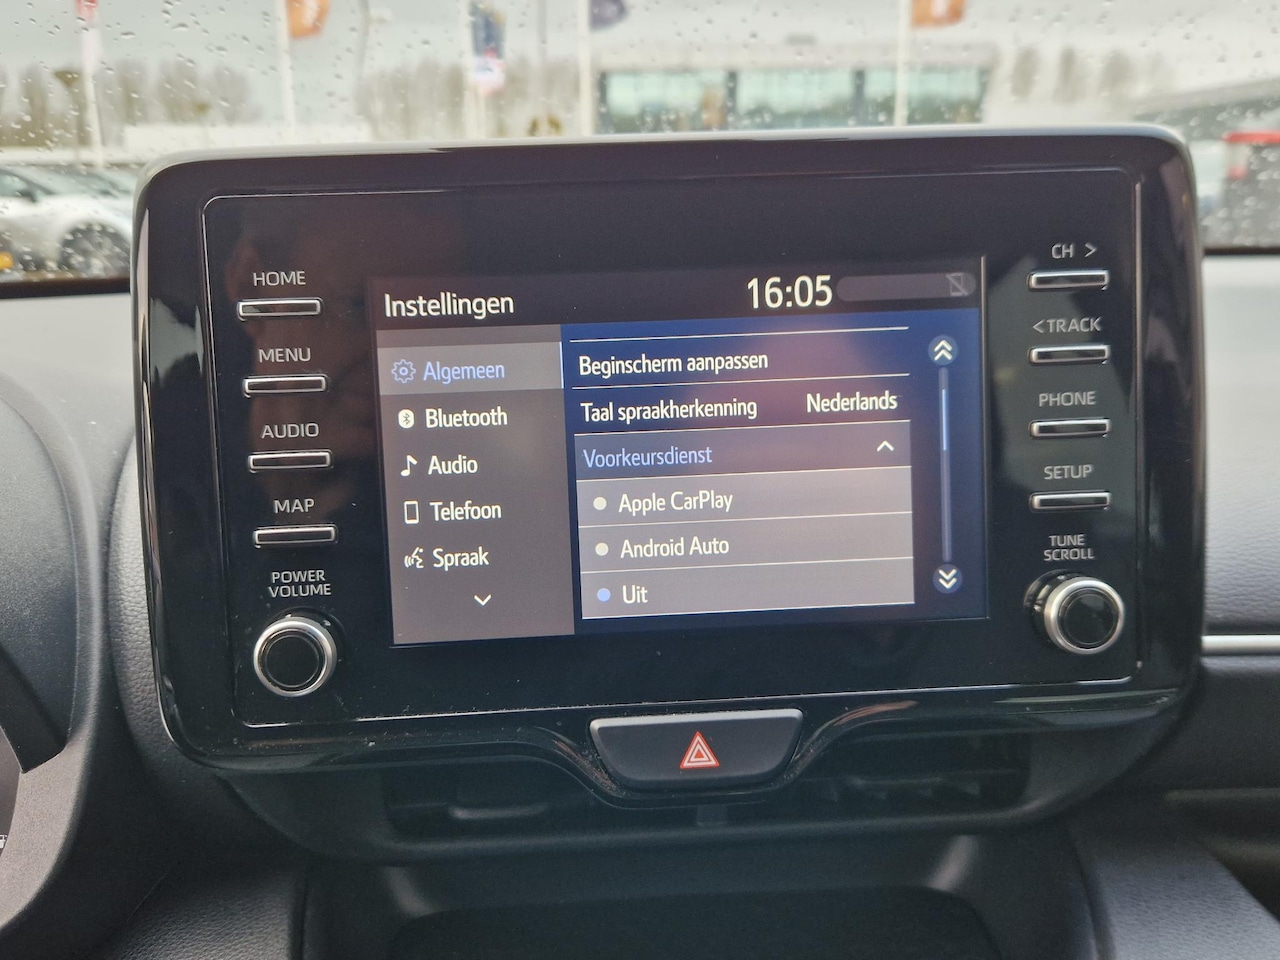 HOME
MENU
AUDIO
MAP
POWER
VOLUME
Instellingen
16:05
Algemeen
Bluetooth
Audio
Telefoon
Spraak
Beginscherm aanpassen
Taal spraakherkenning Nederlands
Voorkeursdienst
Apple CarPlay
Android Auto
Uit
CH >
< TRACK
PHONE
SETUP
TUNE
SCROLL